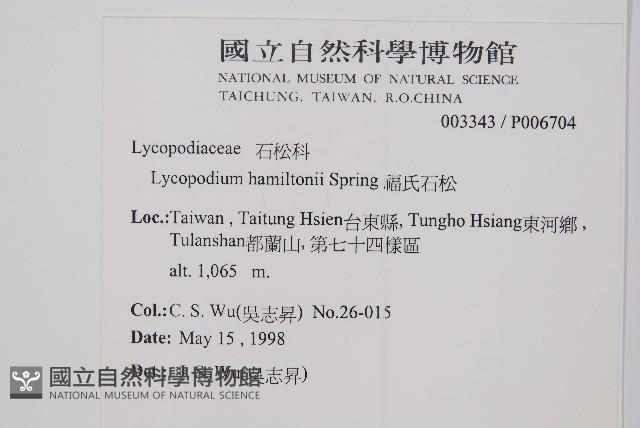 國立自然科學博物館
NATIONAL MUSEUM OF NATURAL SCIENCE
TAICHUNG, TAIWAN, R.O.CHINA
003343 / P006704
Lycopodiaceae 石松科
Lycopodium hamiltonii Spring 福氏石松
Loc.:Taiwan , Taitung Hsien台東縣, Tungho Hsiang東河鄉 ,
Tulanshan都蘭山, 第七十四樣區
alt. 1,065 m.
Col.:C. S. Wu(吳志昇) No.26-015
Date: May 15 , 1998
Wu(吳志昇)
國立自然科學博物館
NATIONAL MUSEUM OF NATURAL SCIENCE